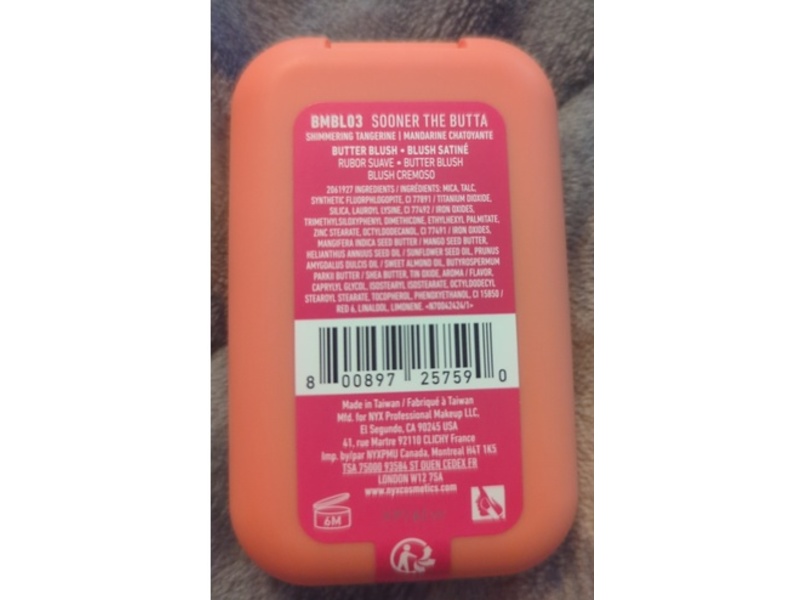 BMBL03 SOONER THE BUTTA
SHIMMERING TANGERINE | MANDARINE CHATOYANTE
BUTTER BLUSH • BLUSH SATINÉ
RUBOR SUAVE • BUTTER BLUSH
BLUSH CREMOSO
2061927 INGREDIENTS / INGRÉDIENTS: MICA, TALC,
SYNTHETIC FLUORPHLOGOPITE, CI 77891 / TITANIUM DIOXIDE,
SILICA, LAUROYL LYSINE, CI 77492 / IRON OXIDES,
TRIMETHYLSILOXYPHENYL DIMETHICONE, ETHYLHEXYL PALMITATE,
ZINC STEARATE, OCTYLDODECANOL, CI 77491 / IRON OXIDES,
MANGIFERA INDICA SEED BUTTER / MANGO SEED BUTTER,
HELIANTHUS ANNUUS SEED OIL / SUNFLOWER SEED OIL, PRUNUS
AMYGDALUS DULCIS OIL / SWEET ALMOND OIL, BUTYROSPERMUM
PARKII BUTTER / SHEA BUTTER, TIN OXIDE, AROMA / FLAVOR,
CAPRYLYL GLYCOL, ISOSTEARYL ISOSTEARATE, OCTYLDODECYL
STEAROYL STEARATE, TOCOPHEROL, PHENOXYETHANOL, CI 15850 /
RED 6, LINALOOL, LIMONENE. <N70042424/1>
8 00897 25759 0
Made in Taiwan / Fabriqué à Taiwan
Mfd. for NYX Professional Makeup LLC,
El Segundo, CA 90245 USA
61, rue Martre 92110 CLICHY France
Imp. by/par NYXPMU Canada, Montreal H4T 1K5
TSA 75000 93584 ST OUEN CEDEX FR
LONDON W12 7SA
www.nyxcosmetics.com
6M